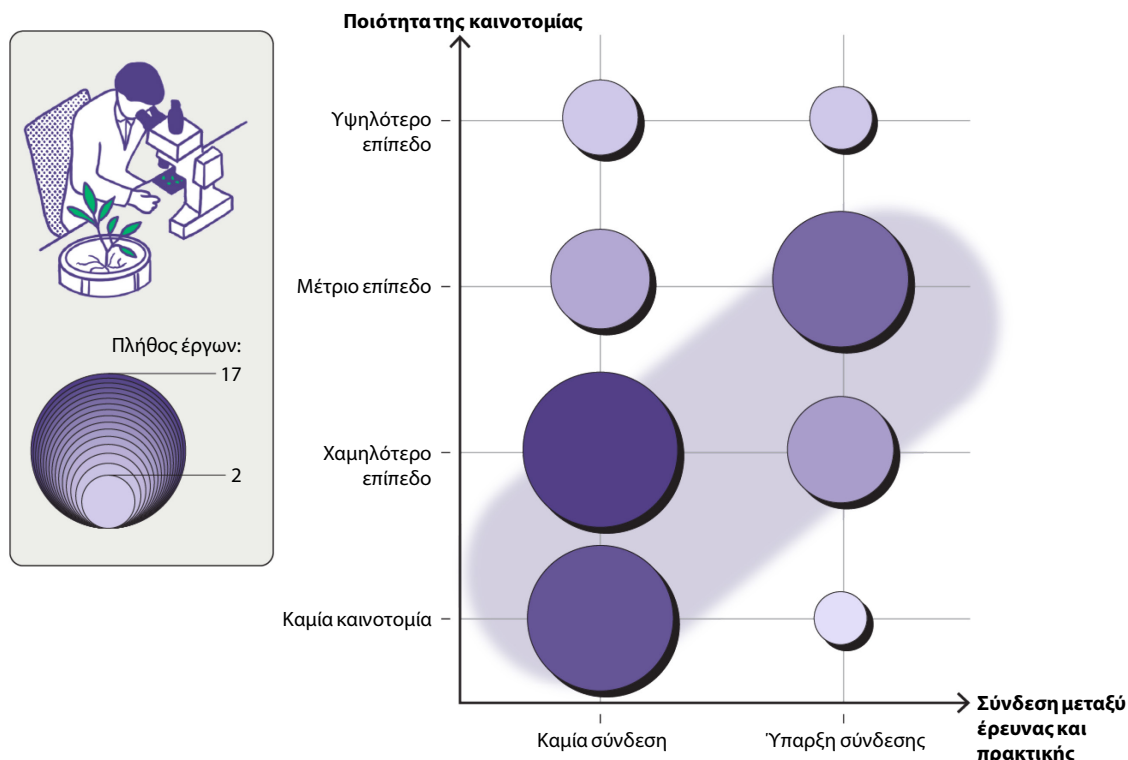 Ποιότητα της καινοτομίας
Υψηλότερο
επίπεδο
Μέτριο επίπεδο
Χαμηλότερο
επίπεδο
Καμία καινοτομία
Πλήθος έργων:
17
2
Καμία σύνδεση
Ύπαρξη σύνδεσης
Σύνδεση μεταξύ
έρευνας και
πρακτικής